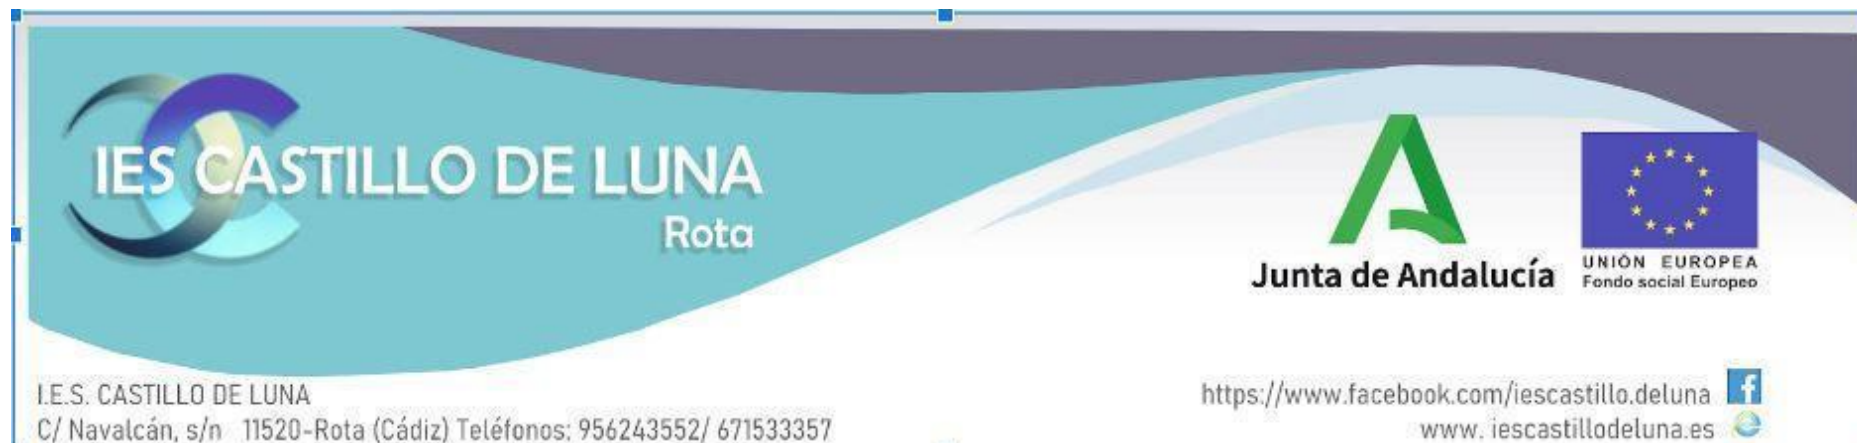 IES CASTILLO DE LUNA
Rota
Junta de Andalucía
UNIÓN EUROPEA
Fondo social Europeo
I.E.S. CASTILLO DE LUNA
C/ Navalcán, s/n 11520-Rota (Cádiz) Teléfonos: 956243552/ 671533357
https://www.facebook.com/iescastillo.deluna
www. iescastillodeluna.es